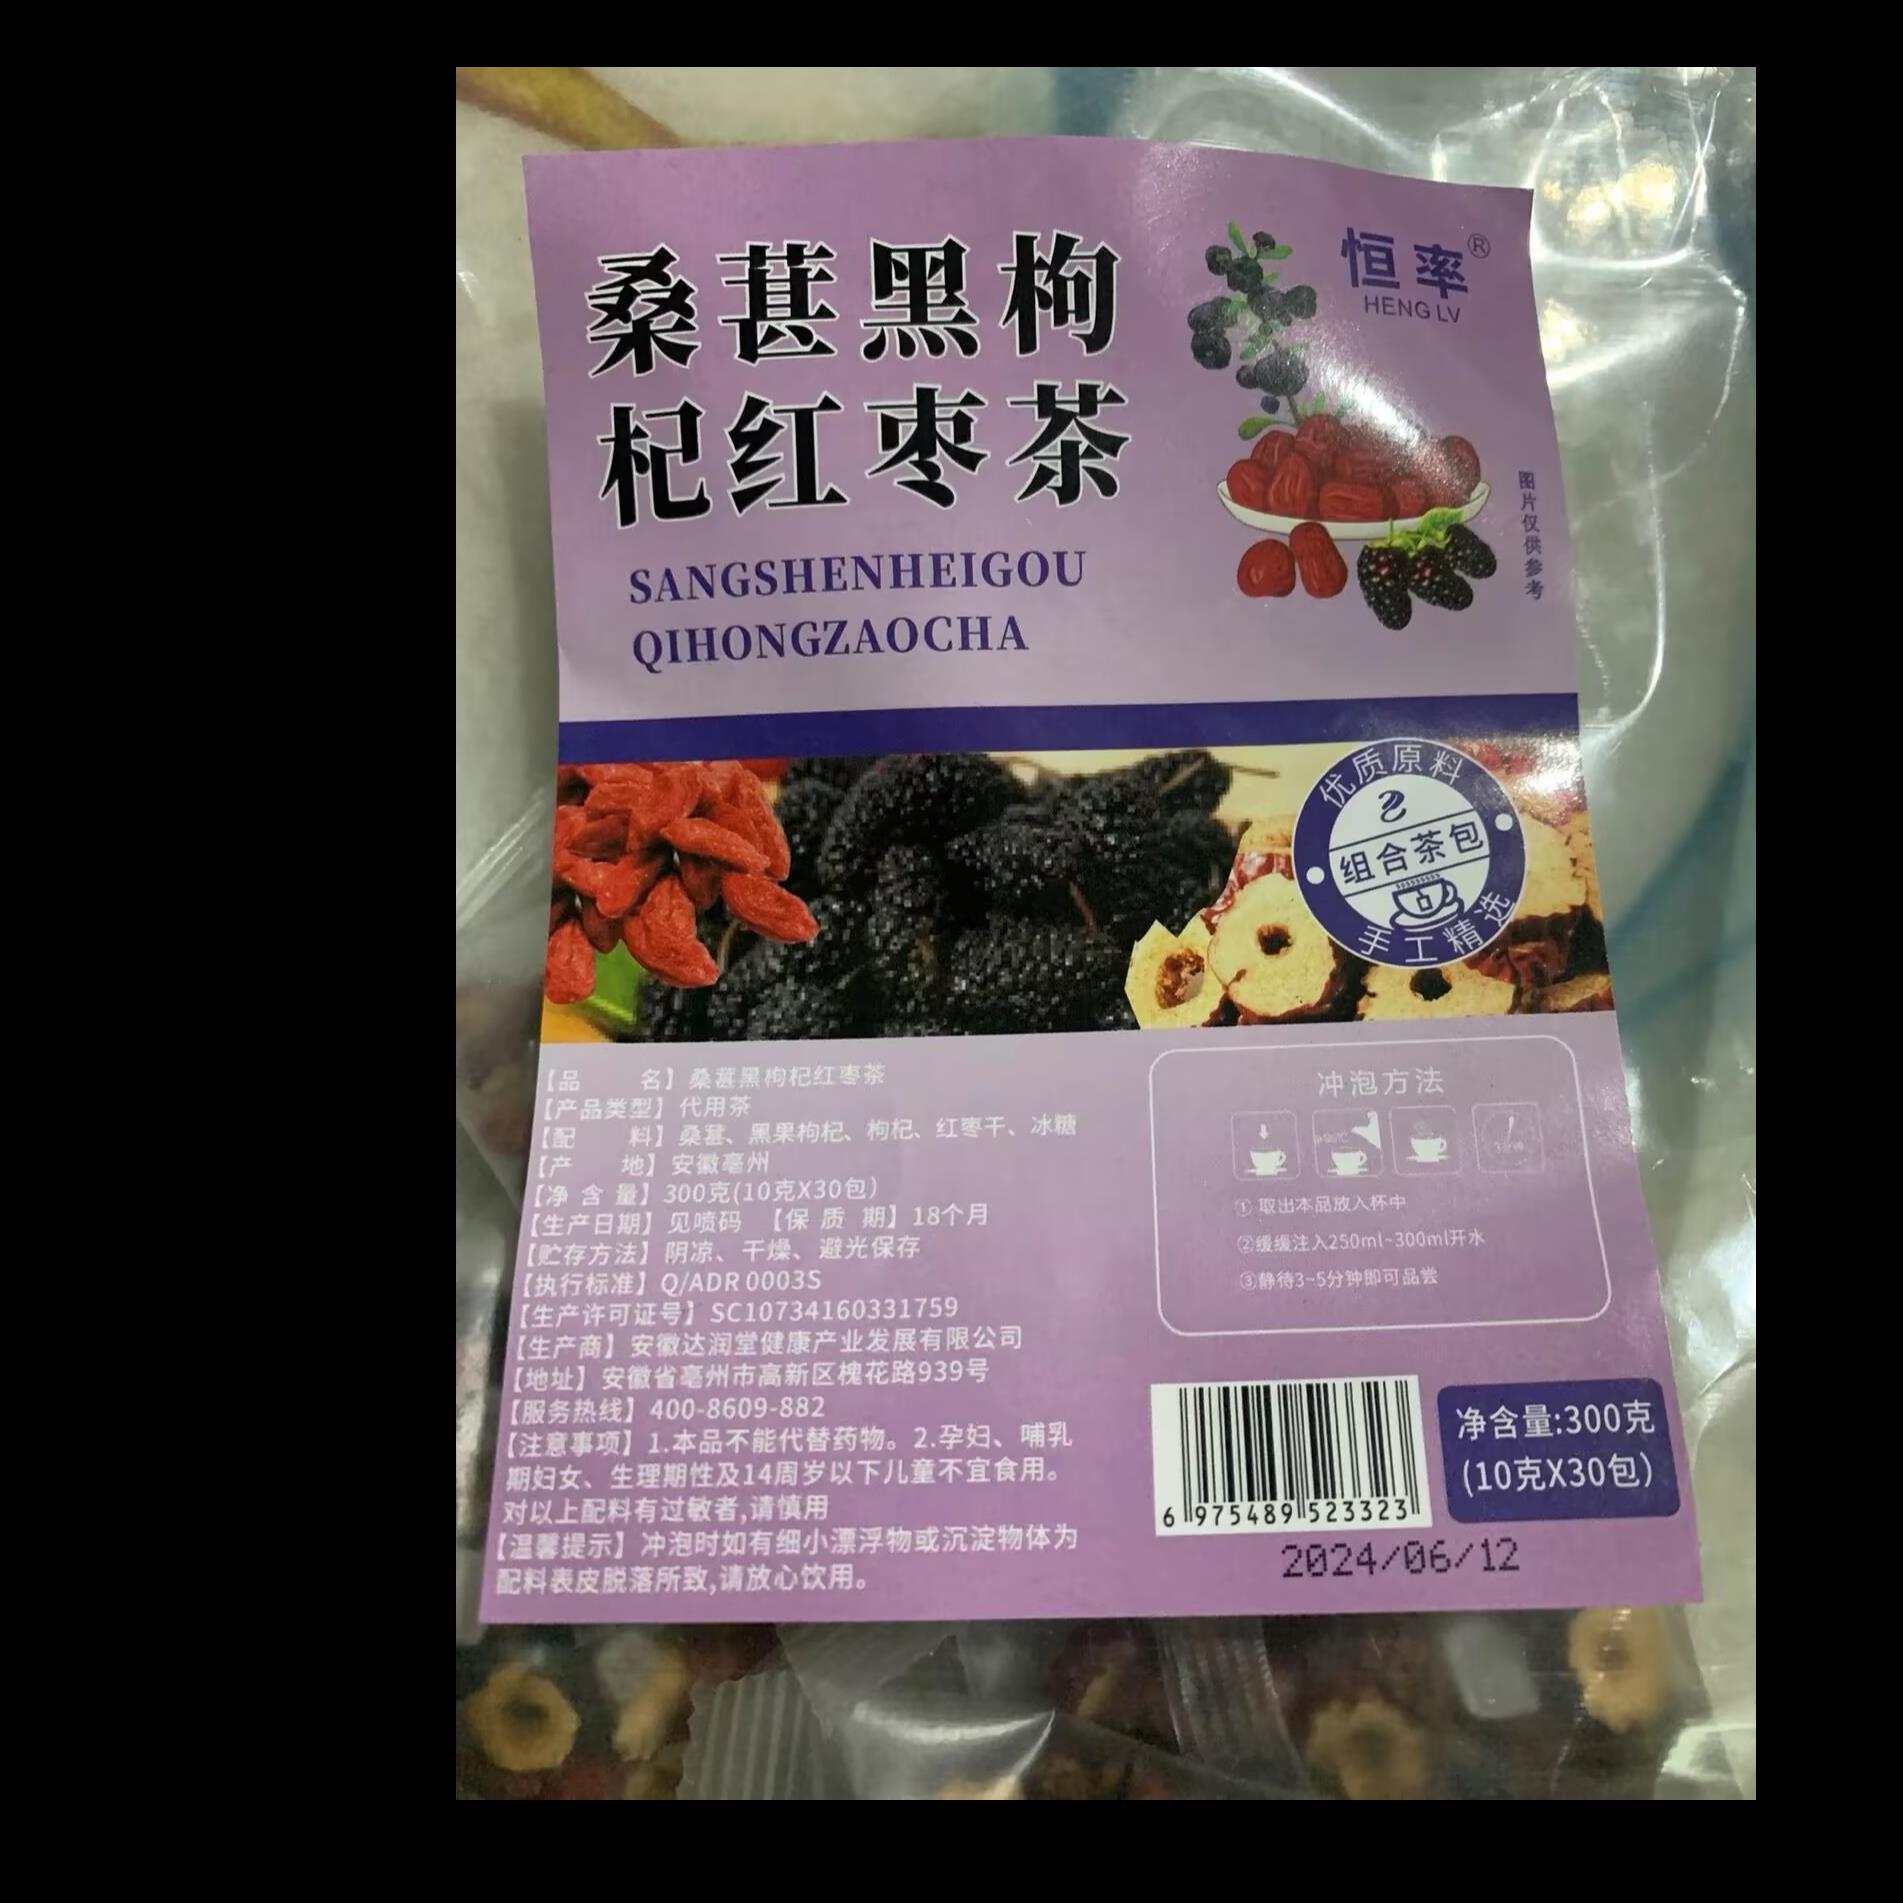 桑葚黑枸
杞红枣茶
SANGSHENHEIGOU
QIHONGZAOCHA
恒率®
HENG LV
图片仅供参考
优质原料
组合茶包
手工精选
【品 名】桑葚黑枸杞红枣茶
【产品类型】代用茶
【配 料】桑葚、黑果枸杞、枸杞、红枣干、冰糖
【产 地】安徽亳州
【净 含 量】300克(10克X30包)
【生产日期】见喷码 【保 质 期】18个月
【贮存方法】阴凉、干燥、避光保存
【执行标准】Q/ADR 0003S
【生产许可证号】SC10734160331759
【生产商】安徽达润堂健康产业发展有限公司
【地址】安徽省亳州市高新区槐花路939号
【服务热线】400-8609-882
【注意事项】1.本品不能代替药物。2.孕妇、哺乳
期妇女、生理期性及14周岁以下儿童不宜食用。
对以上配料有过敏者,请慎用
【温馨提示】冲泡时如有细小漂浮物或沉淀物体为
配料表皮脱落所致,请放心饮用。
冲泡方法
① 取出本品放入杯中
②缓缓注入250ml~300ml开水
③静待3~5分钟即可品尝
6 975489 523323
净含量:300克
(10克X30包)
2024/06/12